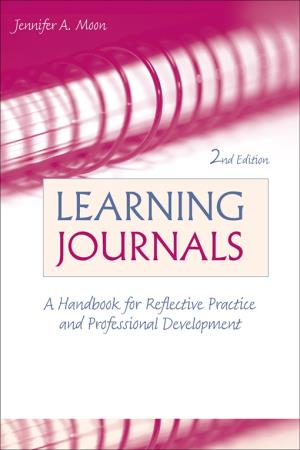 Jennifer A. Moon
2nd Edition
LEARNING
JOURNALS
A Handbook for Reflective Practice
and Professional Development